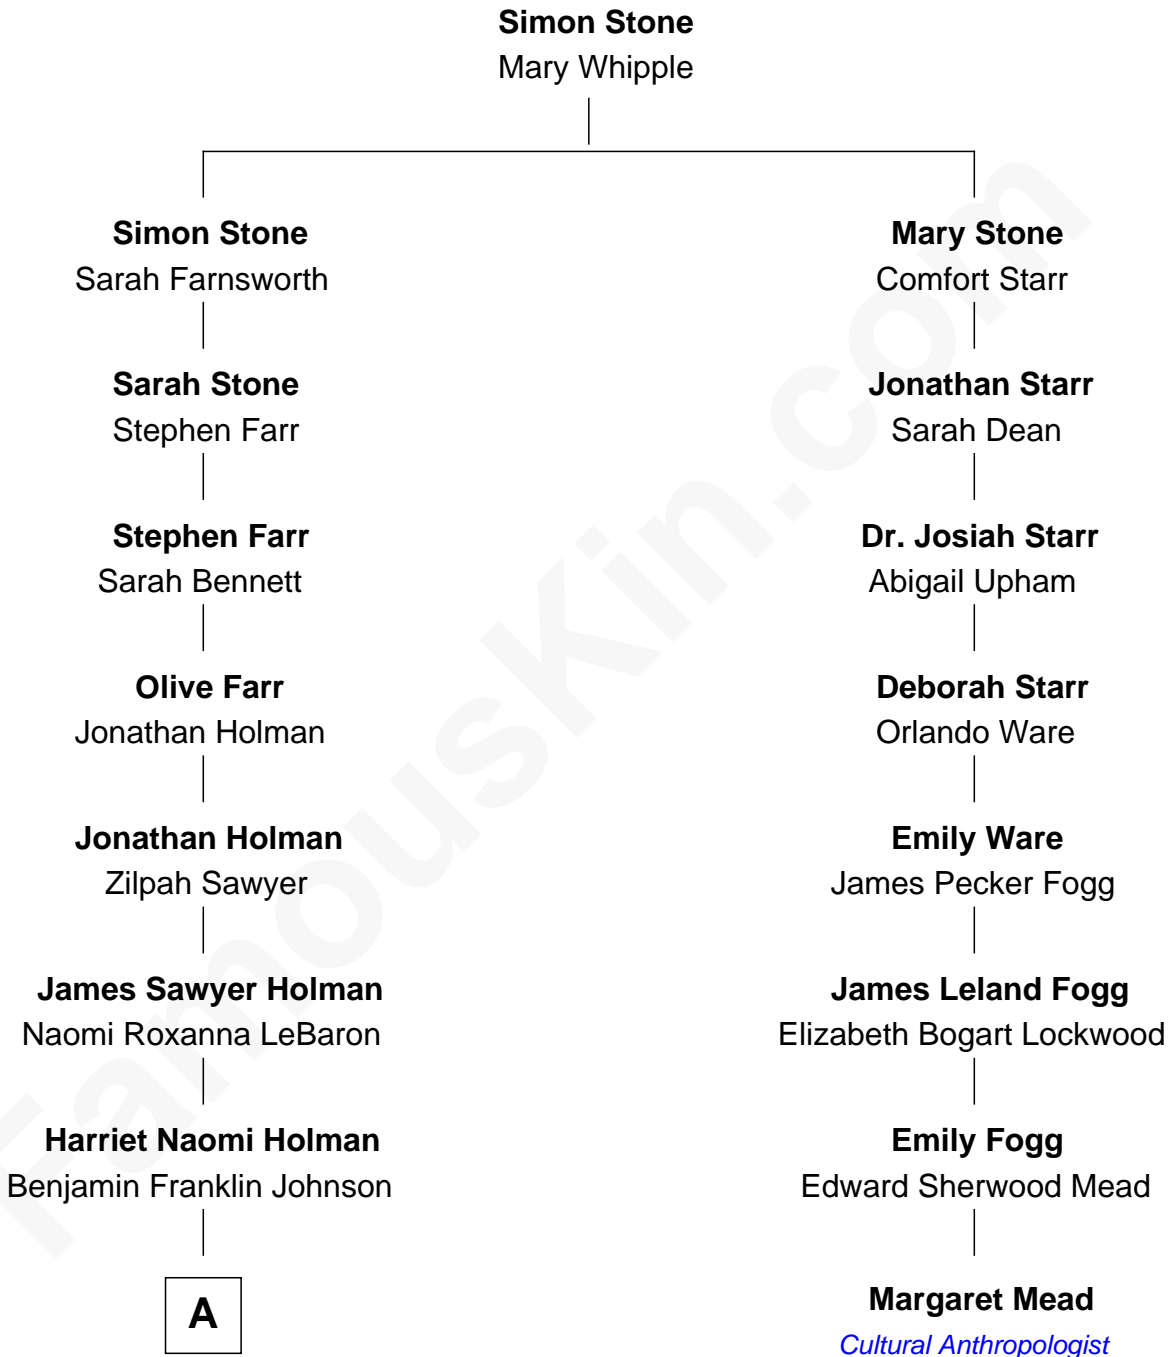 Simon Stone
Mary Whipple
Simon Stone
Sarah Farnsworth
Mary Stone
Comfort Starr
Sarah Stone
Stephen Farr
Jonathan Starr
Sarah Dean
Stephen Farr
Sarah Bennett
Dr. Josiah Starr
Abigail Upham
Olive Farr
Jonathan Holman
Deborah Starr
Orlando Ware
Jonathan Holman
Zilpah Sawyer
Emily Ware
James Pecker Fogg
James Sawyer Holman
Naomi Roxanna LeBaron
James Leland Fogg
Elizabeth Bogart Lockwood
Harriet Naomi Holman
Benjamin Franklin Johnson
Emily Fogg
Edward Sherwood Mead
A
Margaret Mead
Cultural Anthropologist
FamousKin.com